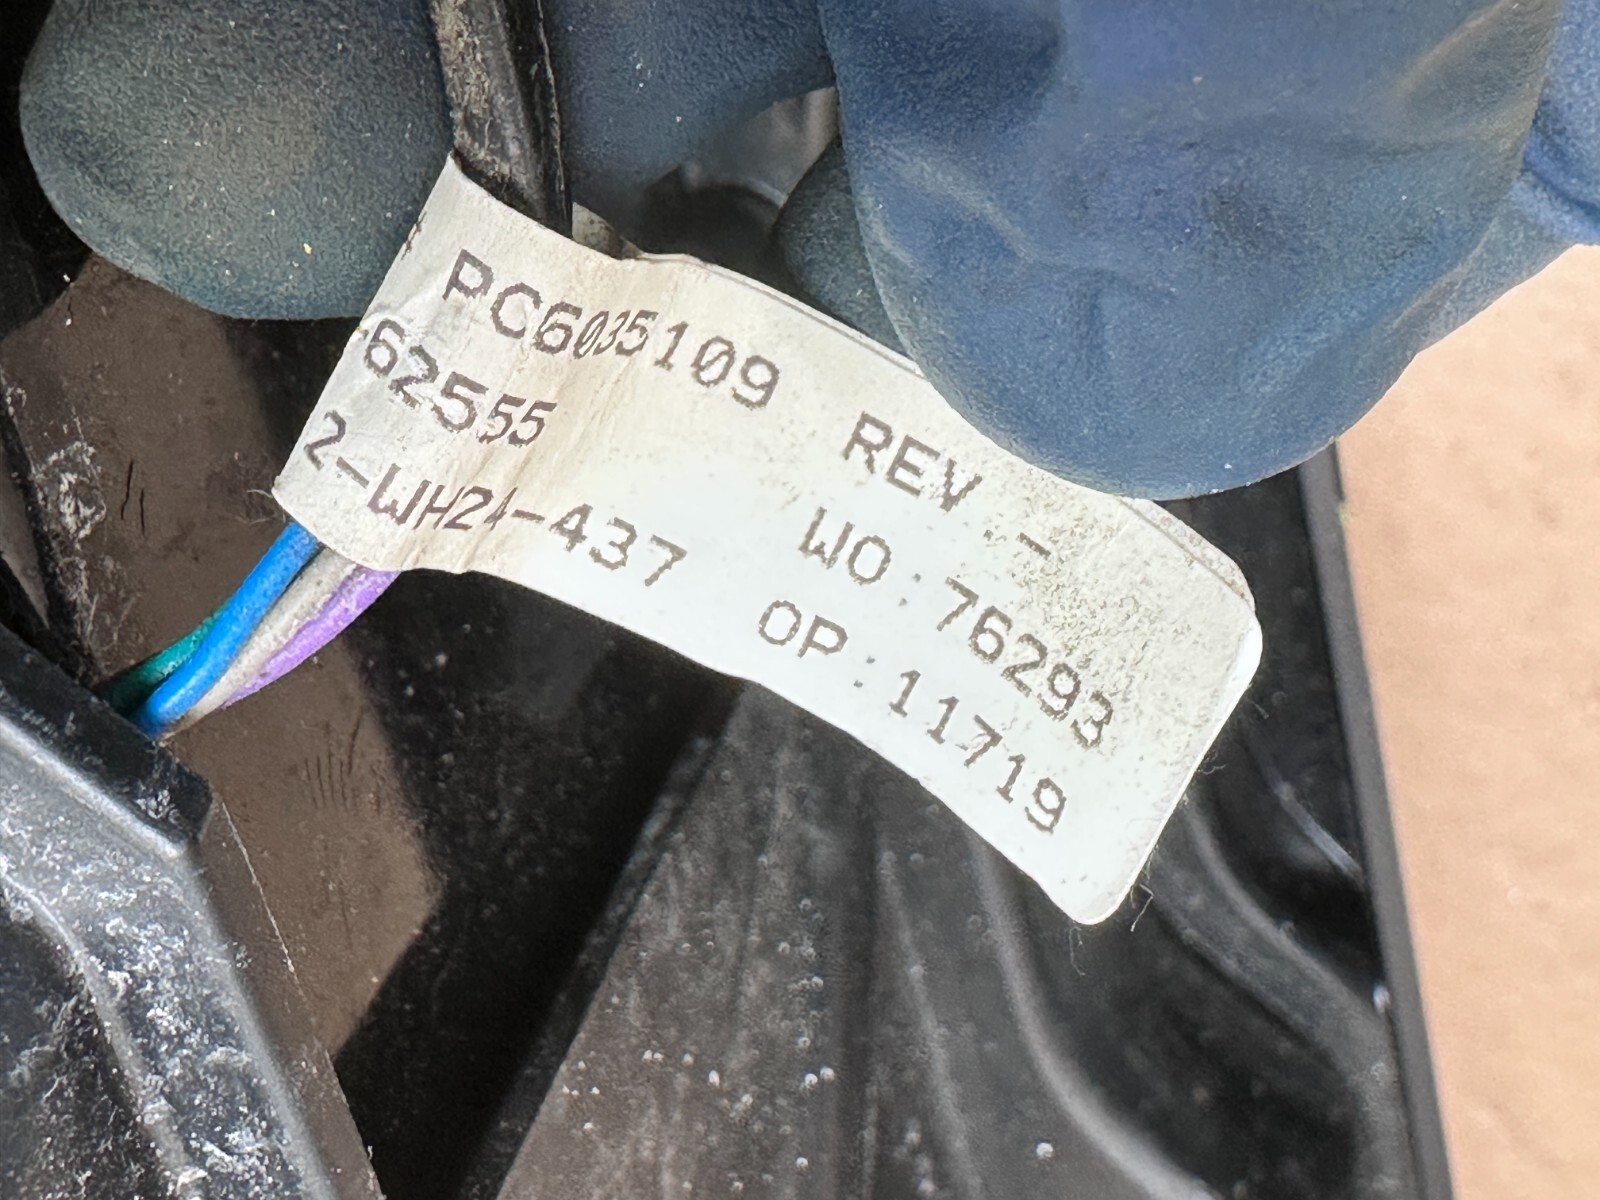 PC6035109 REV.-
62555 WO:76293
2-WH24-437 OP:11719